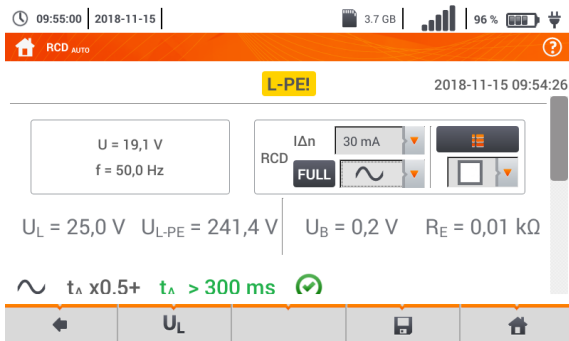 09:55:00 2018-11-15 3.7 GB 96 %
RCD AUTO ?
L-PE! 2018-11-15 09:54:26
U = 19,1 V
f = 50,0 Hz
RCD IΔn 30 mA
FULL
UL = 25,0 V UL-PE = 241,4 V UB = 0,2 V RE = 0,01 kΩ
tA x0.5+ tA > 300 ms
UL